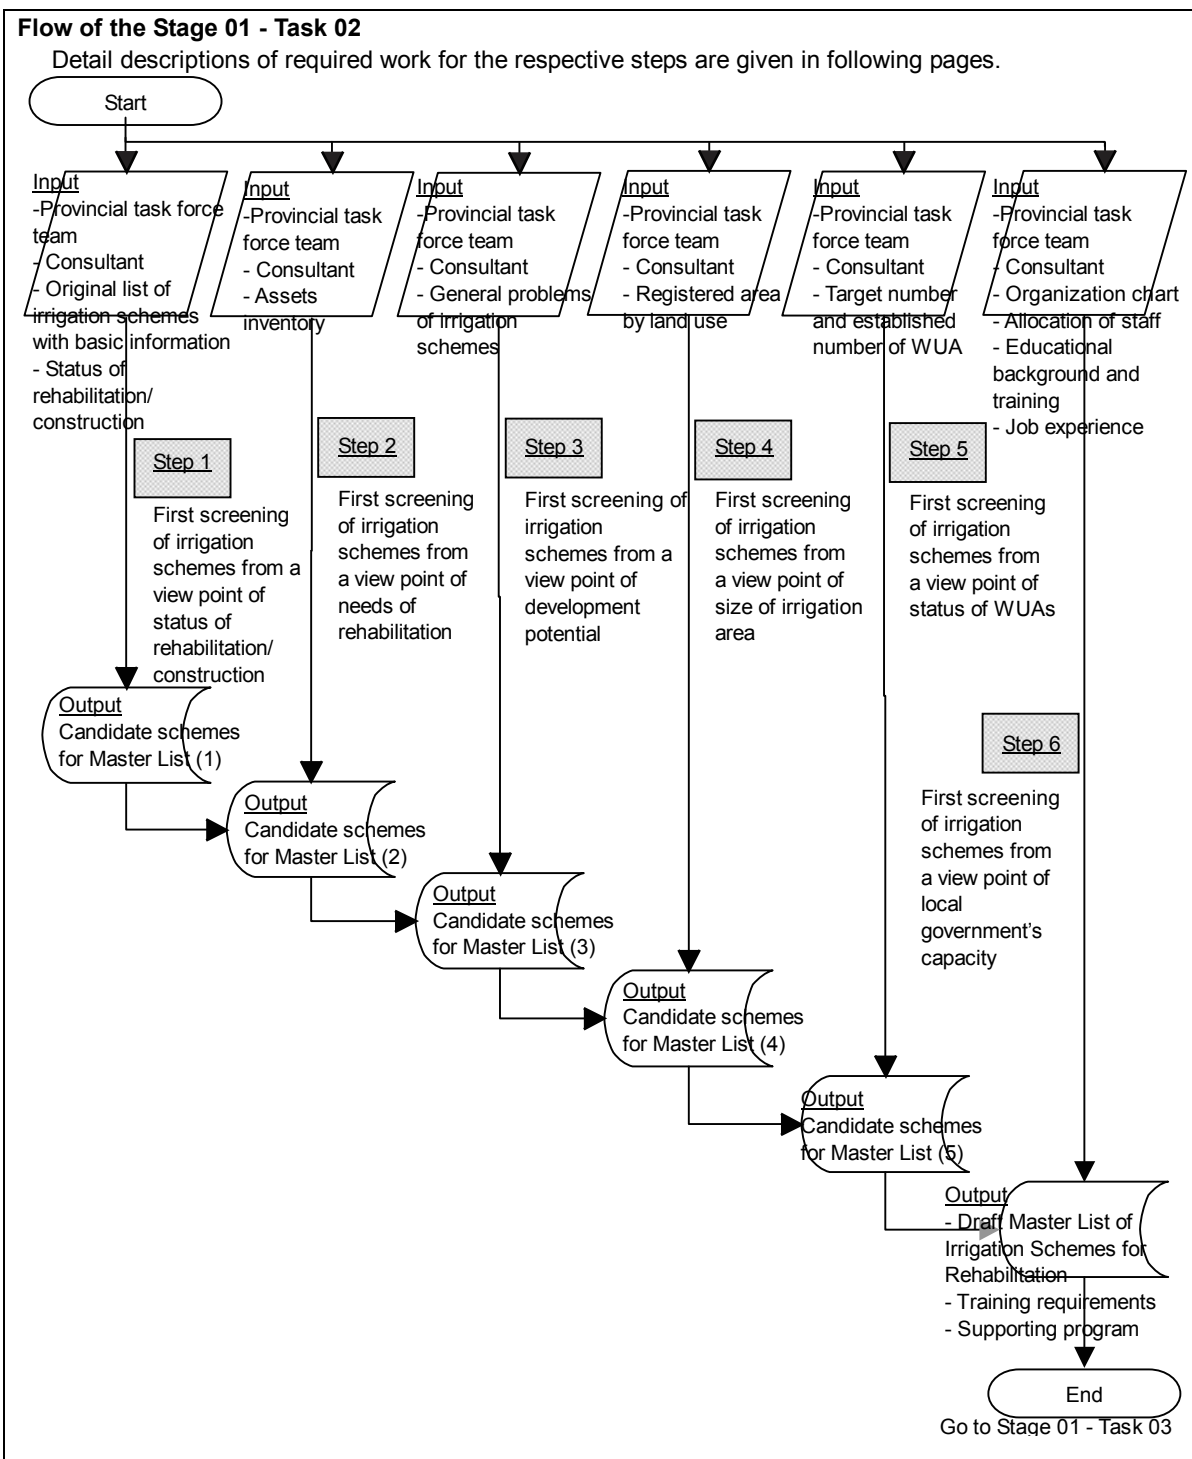 Flow of the Stage 01 - Task 02
Detail descriptions of required work for the respective steps are given in following pages.
Start
Input
-Provincial task force
team
- Consultant
- Original list of
irrigation schemes
with basic information
- Status of
rehabilitation/
construction
Input
-Provincial task
force team
- Consultant
- Assets
inventory
Input
-Provincial task
force team
- Consultant
- General problems
of irrigation
schemes
Input
-Provincial task
force team
- Consultant
- Registered area
by land use
Input
-Provincial task
force team
- Consultant
- Target number
and established
number of WUA
Input
-Provincial task
force team
- Consultant
- Organization chart
- Allocation of staff
- Educational
background and
training
- Job experience
Step 1
First screening
of irrigation
schemes from a
view point of
status of
rehabilitation/
construction
Step 2
First screening
of irrigation
schemes from
a view point of
needs of
rehabilitation
Step 3
First screening of
irrigation
schemes from a
view point of
development
potential
Step 4
First screening
of irrigation
schemes from
a view point of
size of irrigation
area
Step 5
First screening
of irrigation
schemes from
a view point of
status of WUAs
Step 6
First screening
of irrigation
schemes from
a view point of
local
government's
capacity
Output
Candidate schemes
for Master List (1)
Output
Candidate schemes
for Master List (2)
Output
Candidate schemes
for Master List (3)
Output
Candidate schemes
for Master List (4)
Output
Candidate schemes
for Master List (5)
Output
- Draft Master List of
Irrigation Schemes for
Rehabilitation
- Training requirements
- Supporting program
End
Go to Stage 01 - Task 03